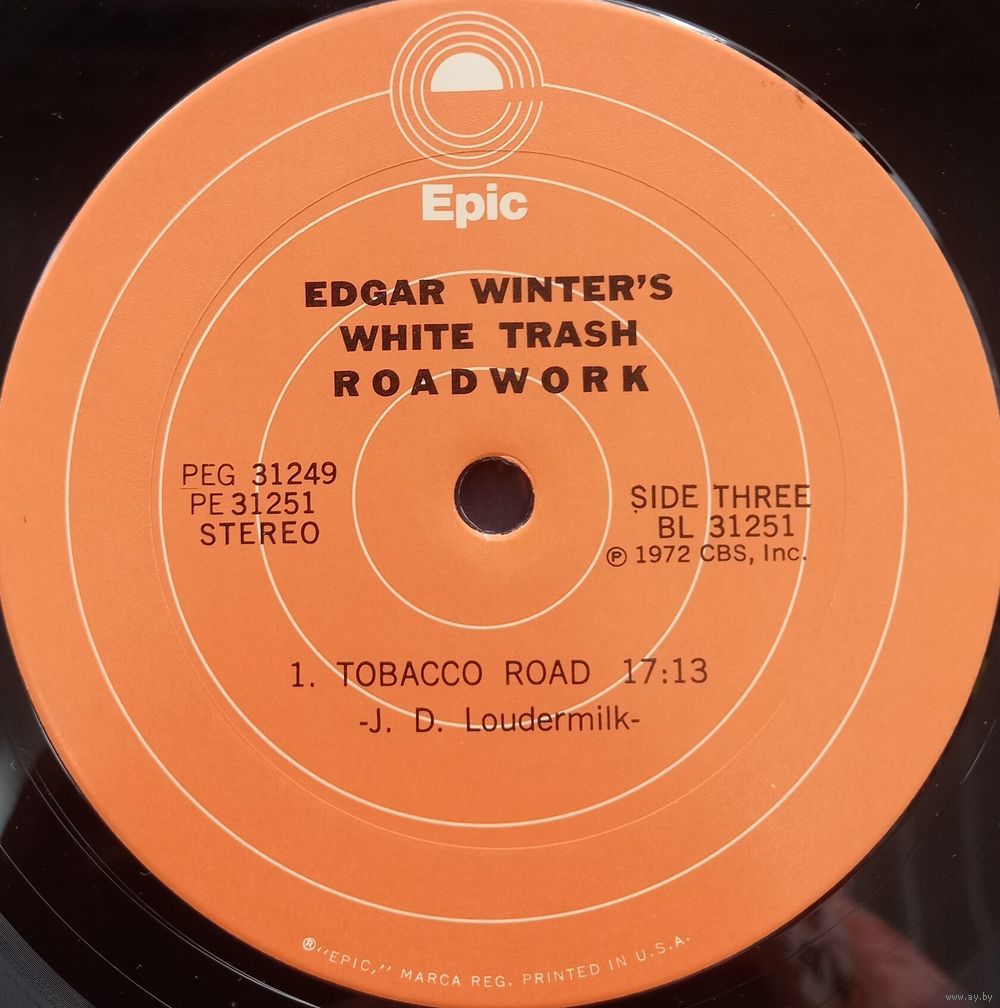 Epic
EDGAR WINTER'S
WHITE TRASH
ROADWORK
PEG 31249
PE 31251
STEREO
SIDE THREE
BL 31251
Ⓟ 1972 CBS, Inc.
1. TOBACCO ROAD 17:13
-J. D. Loudermilk-
®"EPIC," MARCA REG. PRINTED IN U.S.A.
www.ay.by